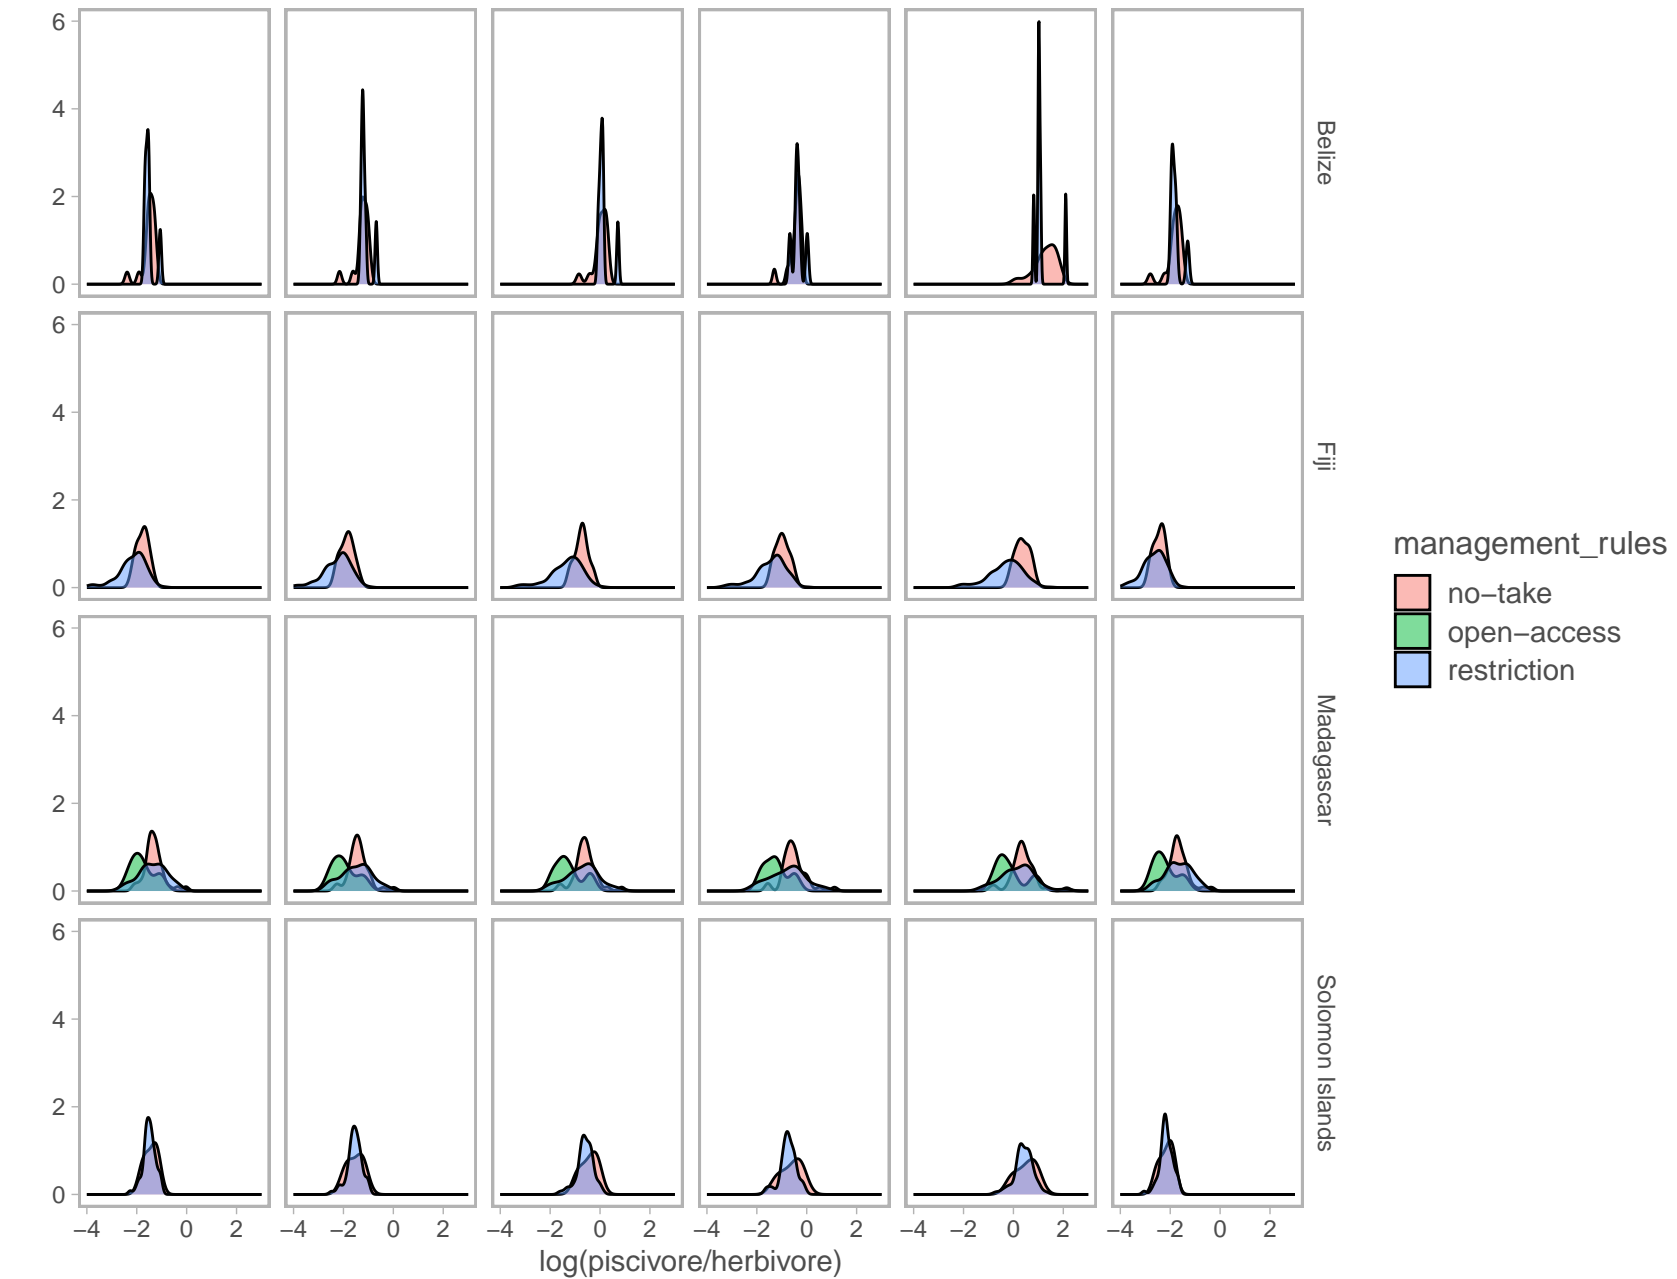 6
4
2
0
Belize
6
4
2
0
Fiji
6
4
2
0
Madagascar
6
4
2
0
Solomon Islands
−4 −2 0 2 −4 −2 0 2 −4 −2 0 2 −4 −2 0 2 −4 −2 0 2 −4 −2 0 2
log(piscivore/herbivore)
management_rules
no−take
open−access
restriction